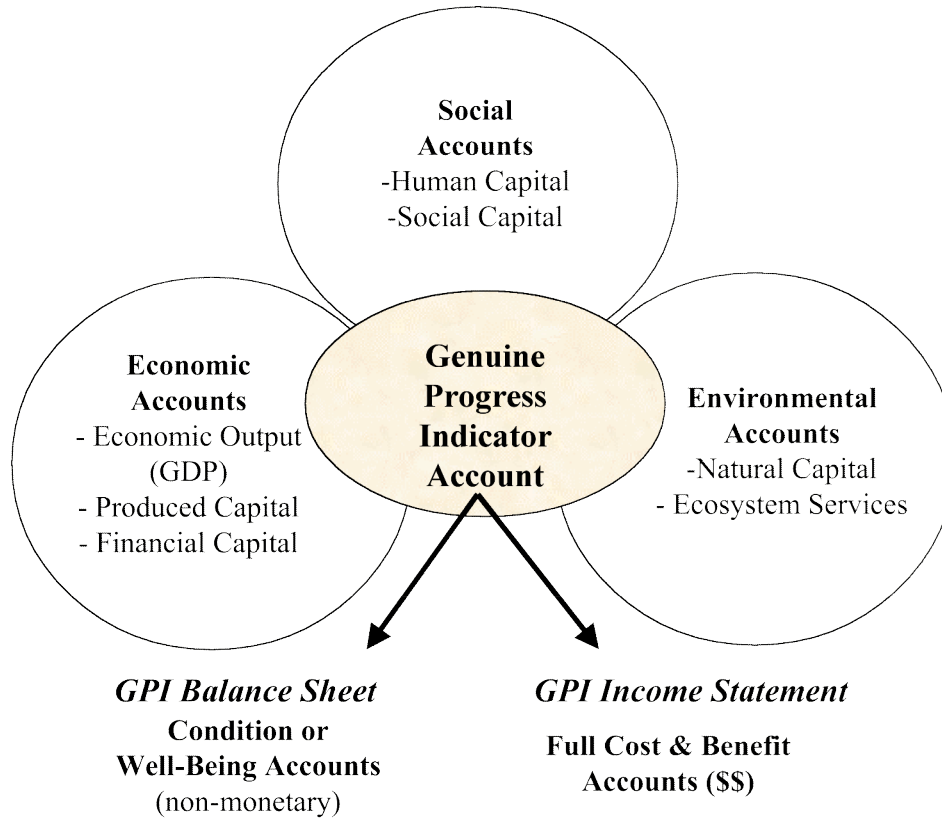 Social
Accounts
-Human Capital
-Social Capital
Economic
Accounts
- Economic Output
(GDP)
- Produced Capital
- Financial Capital
Genuine
Progress
Indicator
Account
Environmental
Accounts
-Natural Capital
- Ecosystem Services
GPI Balance Sheet
Condition or
Well-Being Accounts
(non-monetary)
GPI Income Statement
Full Cost & Benefit
Accounts ($$)